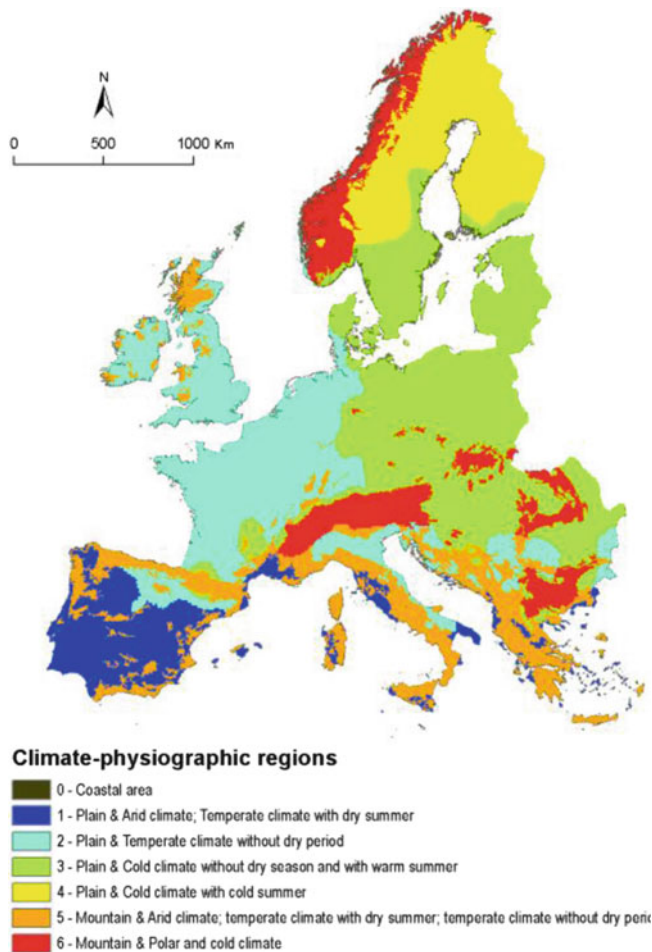 N
0 500 1000 Km
Climate-physiographic regions
0 - Coastal area
1 - Plain & Arid climate; Temperate climate with dry summer
2 - Plain & Temperate climate without dry period
3 - Plain & Cold climate without dry season and with warm summer
4 - Plain & Cold climate with cold summer
5 - Mountain & Arid climate; temperate climate with dry summer; temperate climate without dry perio
6 - Mountain & Polar and cold climate